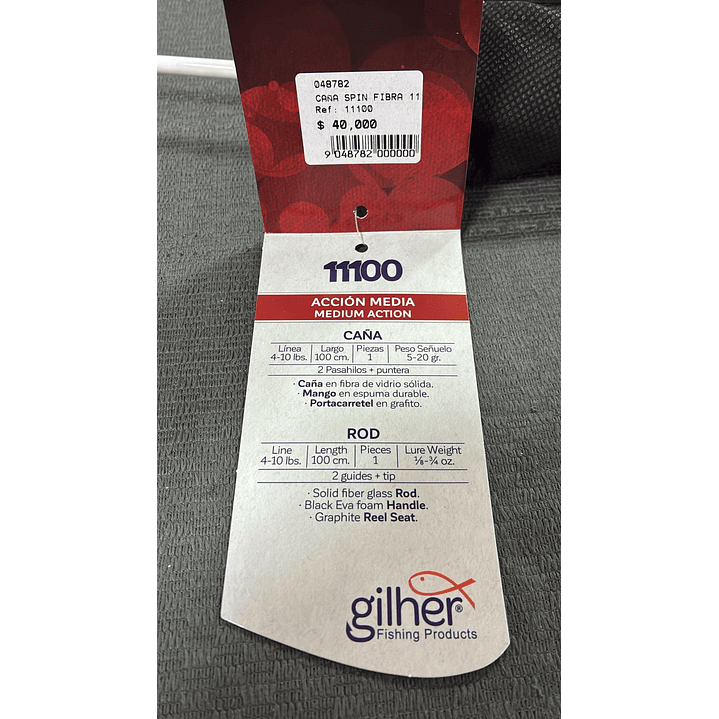 048782
CAÑA SPIN FIBRA 11
Ref: 11100
$ 40,000
9 048782 000000
11100
ACCIÓN MEDIA
MEDIUM ACTION
CAÑA
Línea Largo Piezas Peso Señuelo
4-10 lbs. 100 cm. 1 5-20 gr.
2 Pasahilos + puntera
· Caña en fibra de vidrio sólida.
· Mango en espuma durable.
· Portacarretel en grafito.
ROD
Line Length Pieces Lure Weight
4-10 lbs. 100 cm. 1 ⅛-¾ oz.
2 guides + tip
· Solid fiber glass Rod.
· Black Eva foam Handle.
· Graphite Reel Seat.
gilher®
Fishing Products